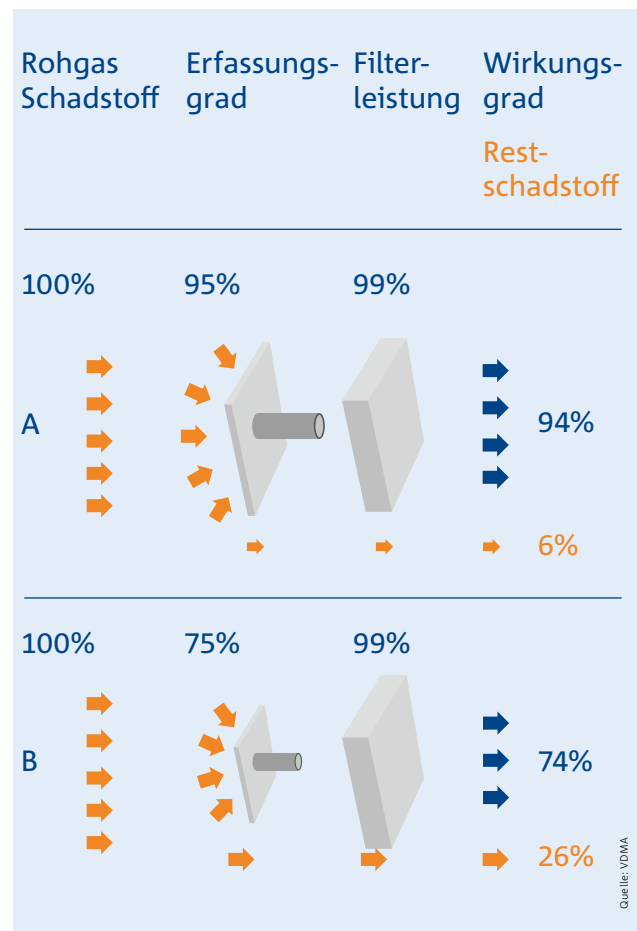 Rohgas
Schadstoff
Erfassungs-
grad
Filter-
leistung
Wirkungs-
grad
Rest-
schadstoff
100%
95%
99%
A
94%
6%
100%
75%
99%
B
74%
26%
Quelle: VDMA